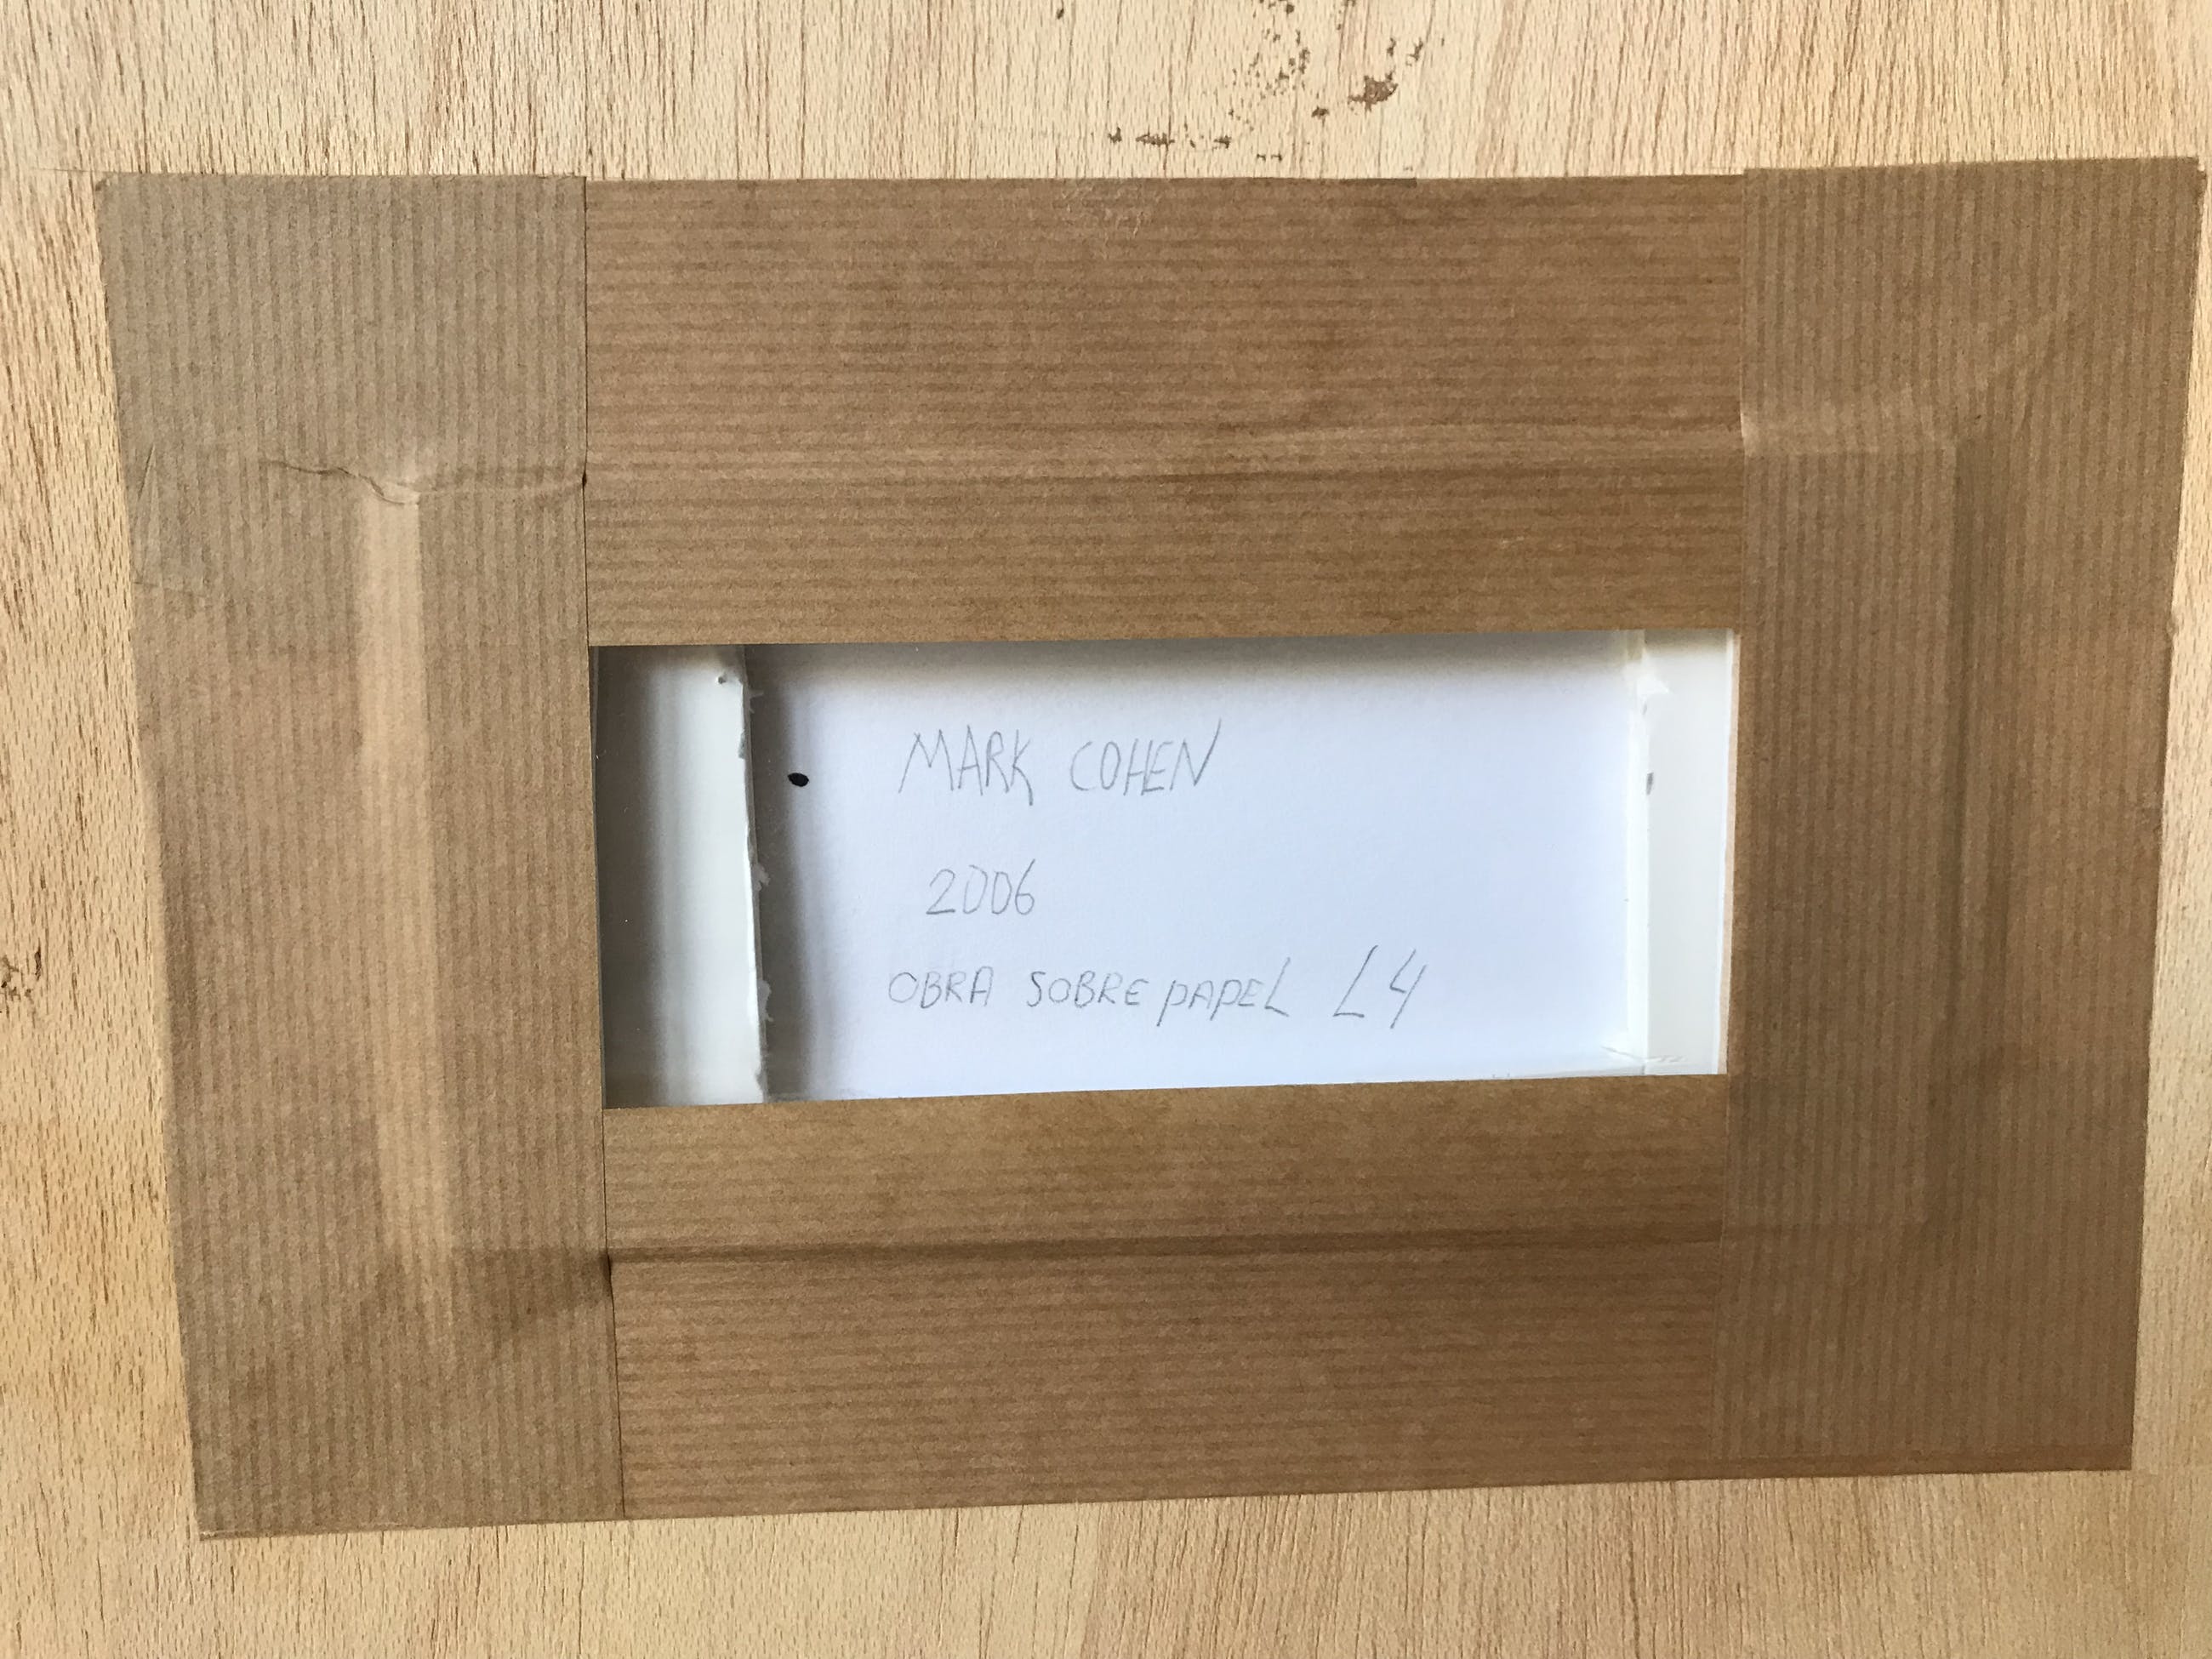 MARK COHEN
2006
OBRA SOBRE PAPEL L4